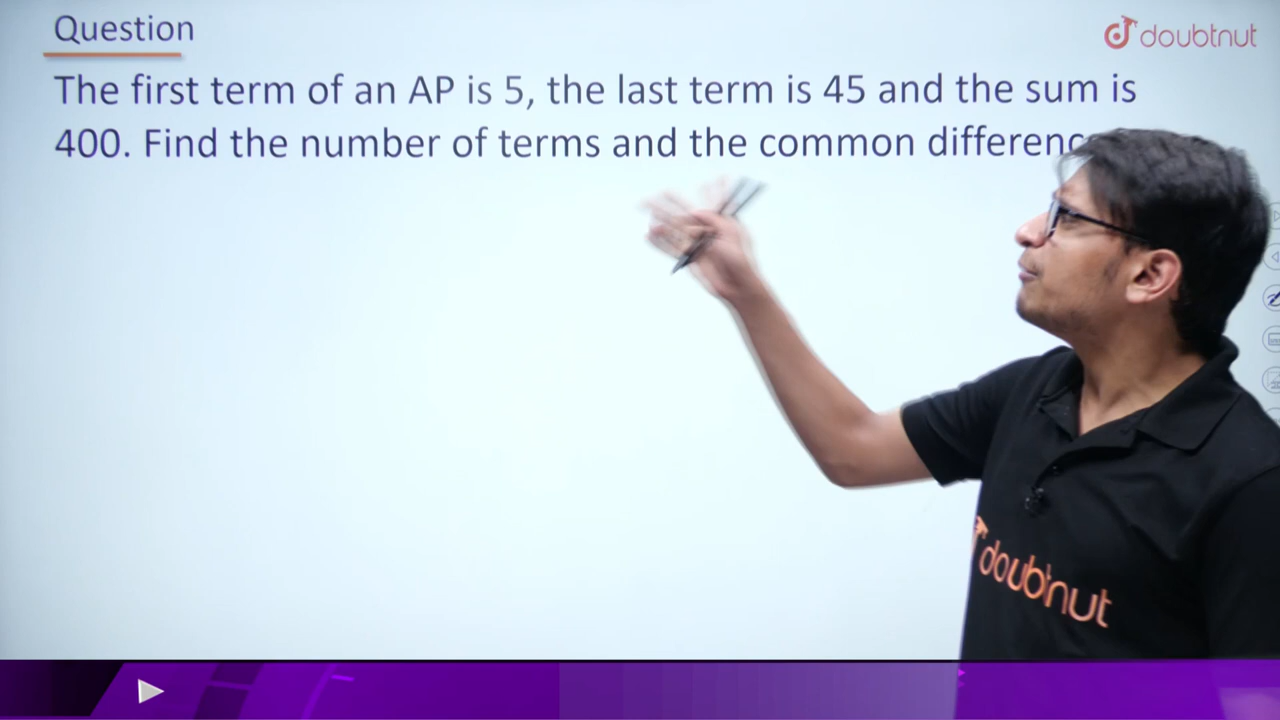 Question
doubtnut
The first term of an AP is 5, the last term is 45 and the sum is
400. Find the number of terms and the common
doubtnut